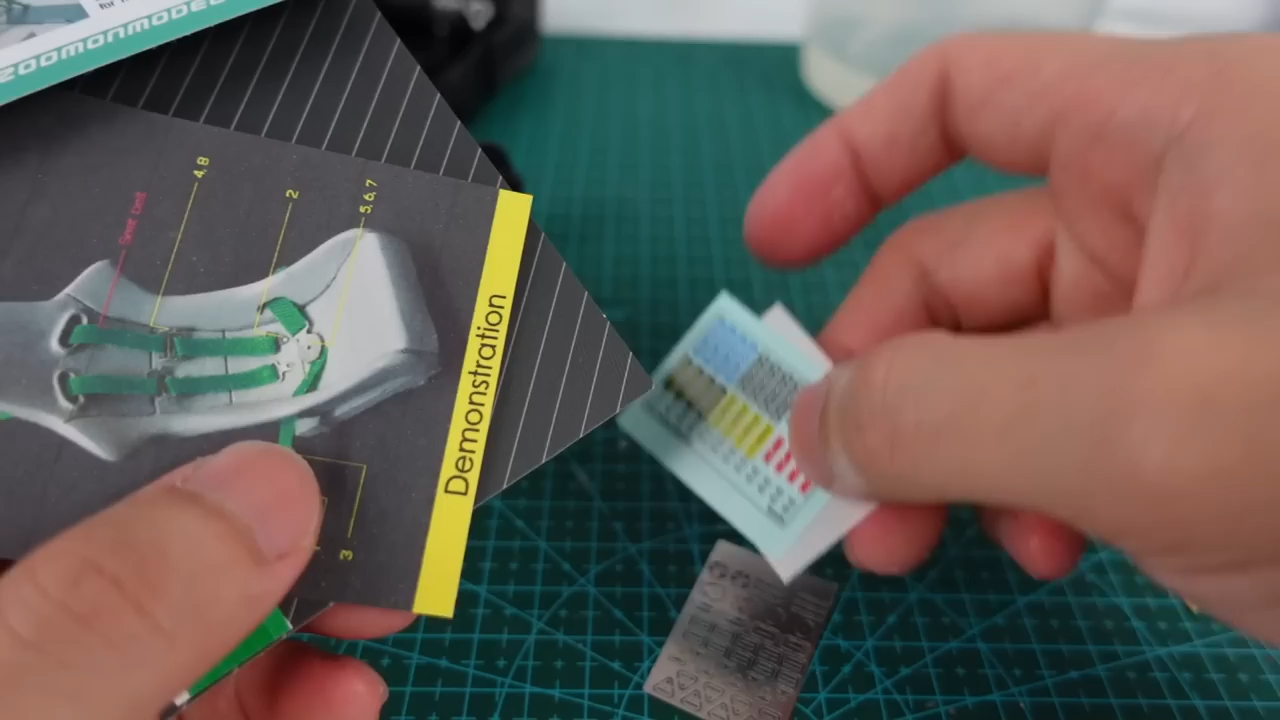 for
ZOOMONMODEL
Seat belt
4, 8
2
5, 6, 7
Demonstration
3